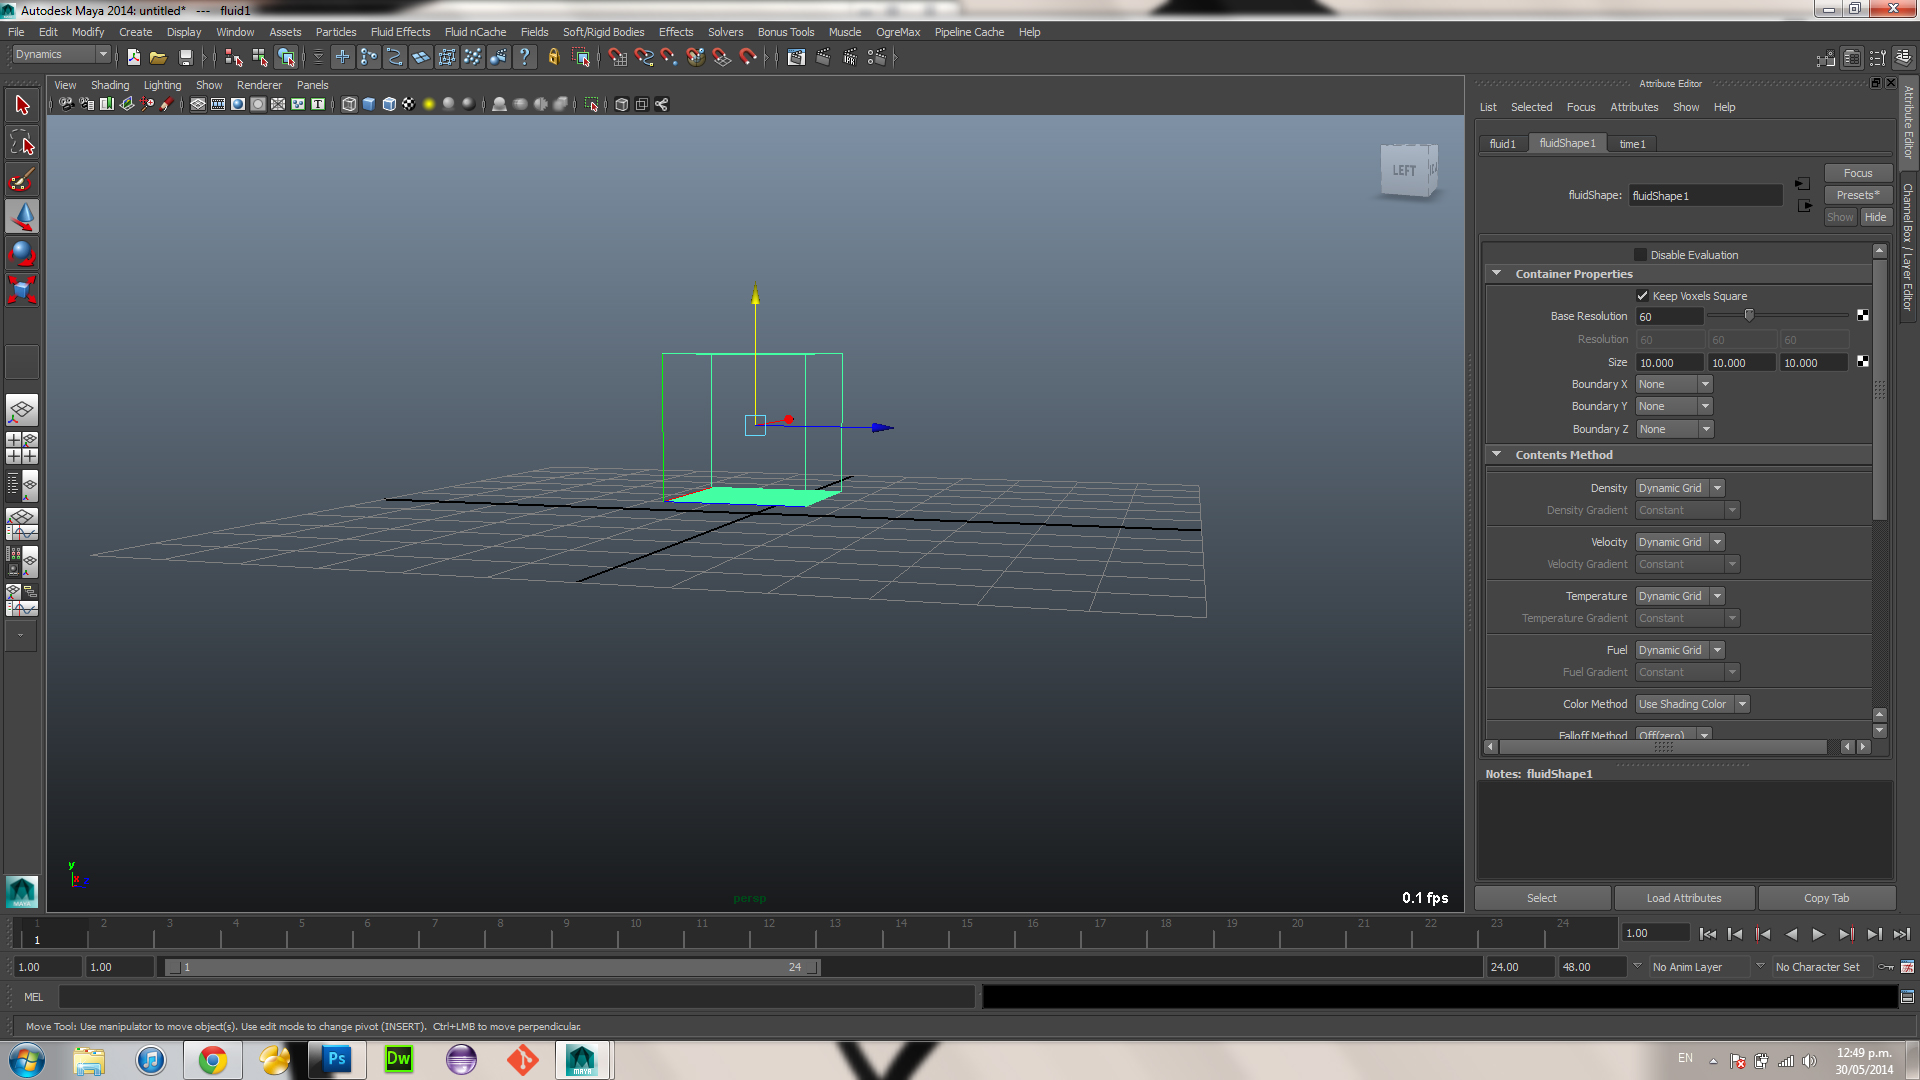 Autodesk Maya 2014: untitled*   ---   fluid1
File Edit Modify Create Display Window Assets Particles Fluid Effects Fluid nCache Fields Soft/Rigid Bodies Effects Solvers Bonus Tools Muscle OgreMax Pipeline Cache Help
Dynamics
View Shading Lighting Show Renderer Panels
LEFT
y
x
z
persp
0.1 fps
Attribute Editor
List Selected Focus Attributes Show Help
fluid1 fluidShape1 time1
Focus
fluidShape: fluidShape1
Presets*
Show Hide
Disable Evaluation
Container Properties
Keep Voxels Square
Base Resolution 60
Resolution 60 60 60
Size 10.000 10.000 10.000
Boundary X None
Boundary Y None
Boundary Z None
Contents Method
Density Dynamic Grid
Density Gradient Constant
Velocity Dynamic Grid
Velocity Gradient Constant
Temperature Dynamic Grid
Temperature Gradient Constant
Fuel Dynamic Grid
Fuel Gradient Constant
Color Method Use Shading Color
Falloff Method Off(zero)
Notes: fluidShape1
Select Load Attributes Copy Tab
Attribute Editor
Channel Box / Layer Editor
1 2 3 4 5 6 7 8 9 10 11 12 13 14 15 16 17 18 19 20 21 22 23 24
1
1.00
1.00 1.00 1 24 24.00 48.00 No Anim Layer No Character Set
MEL
Move Tool: Use manipulator to move object(s). Use edit mode to change pivot (INSERT).  Ctrl+LMB to move perpendicular.
Ps
Dw
MAYA
EN
12:49 p.m.
30/05/2014